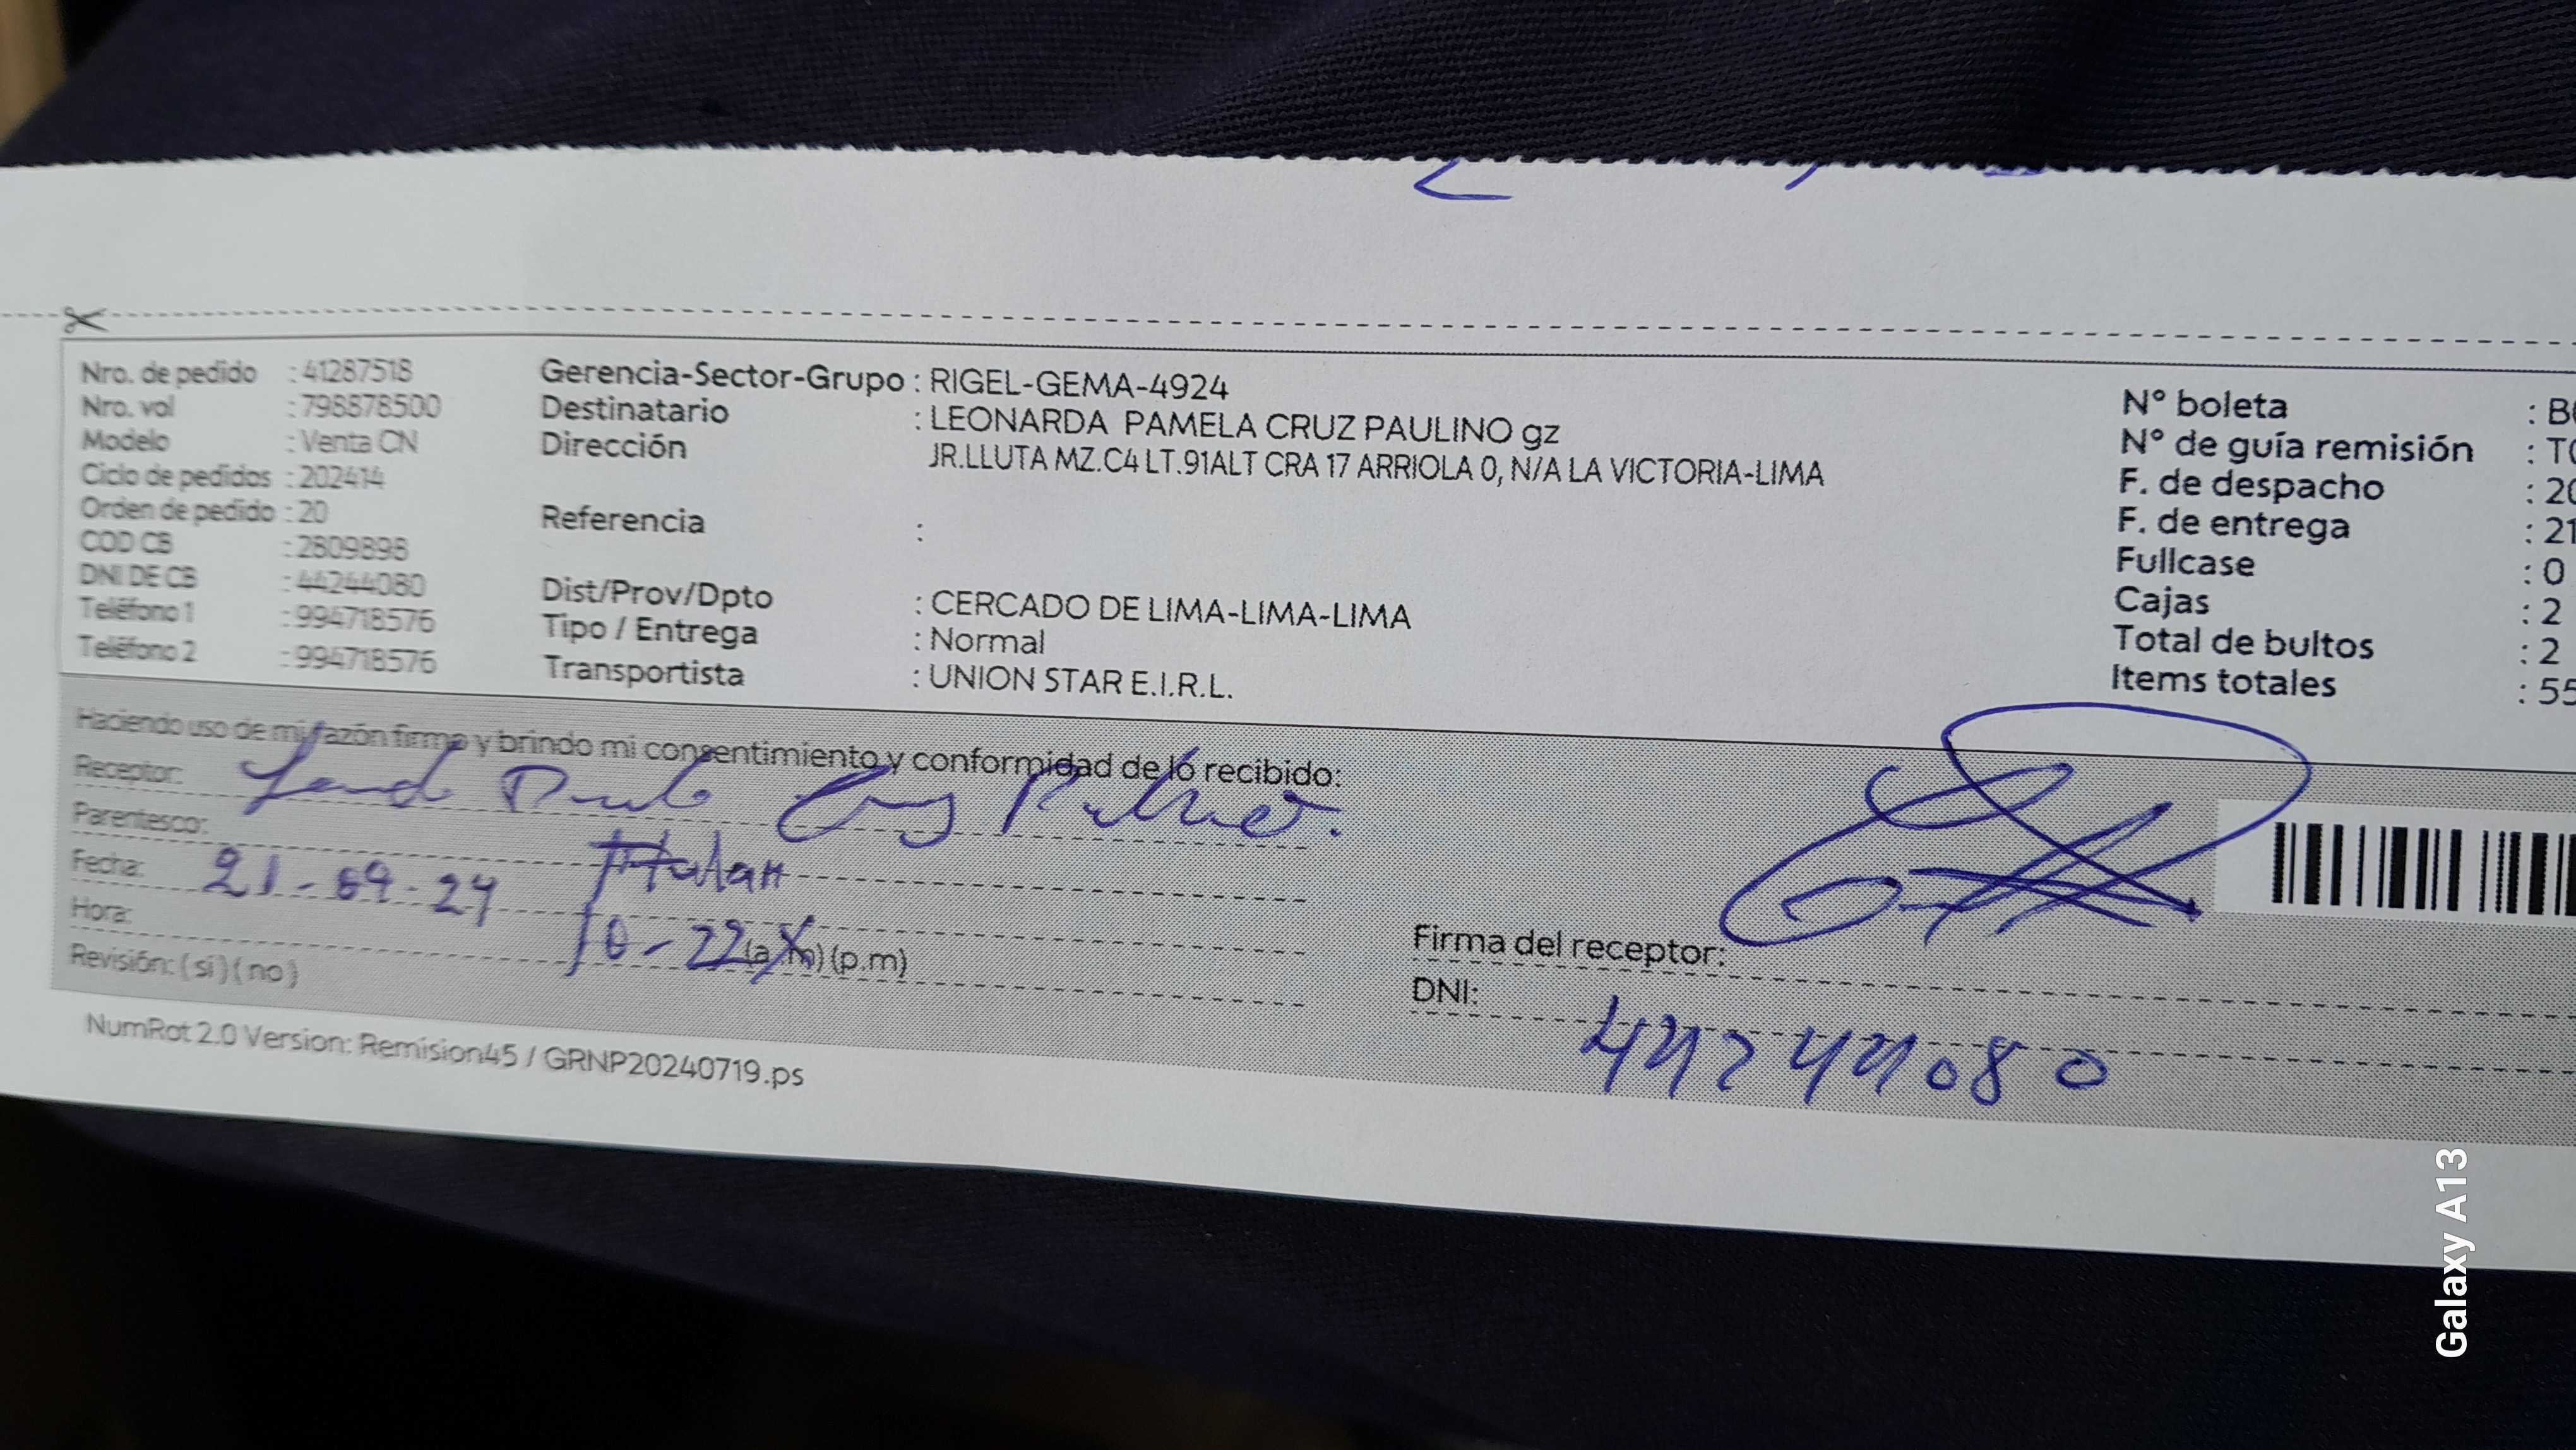 Nro. de pedido : 41287518
Nro. vol : 798878500
Modelo : Venta CN
Ciclo de pedidos : 202414
Orden de pedido : 20
COD CB : 2809898
DNI DE CB : 44244080
Teléfono 1 : 994718576
Teléfono 2 : 994718576
Gerencia-Sector-Grupo : RIGEL-GEMA-4924
Destinatario : LEONARDA PAMELA CRUZ PAULINO gz
Dirección
JR.LLUTA MZ.C4 LT.91ALT CRA 17 ARRIOLA 0, N/A LA VICTORIA-LIMA
Referencia :
Dist/Prov/Dpto : CERCADO DE LIMA-LIMA-LIMA
Tipo / Entrega : Normal
Transportista : UNION STAR E.I.R.L.
N° boleta : B
N° de guía remisión : T
F. de despacho : 20
F. de entrega : 21
Fullcase : 0
Cajas : 2
Total de bultos : 2
Items totales : 55
Haciendo uso de mi razón firmo y brindo mi consentimiento y conformidad de lo recibido:
Receptor:
Parentesco: Titular
Fecha: 21-09-24
Hora: 10-22 (a.m) (p.m)
Revisión: (si) (no)
Firma del receptor:
DNI: 44244080
NumRot 2.0 Version: Remision45 / GRNP20240719.ps
Galaxy A13